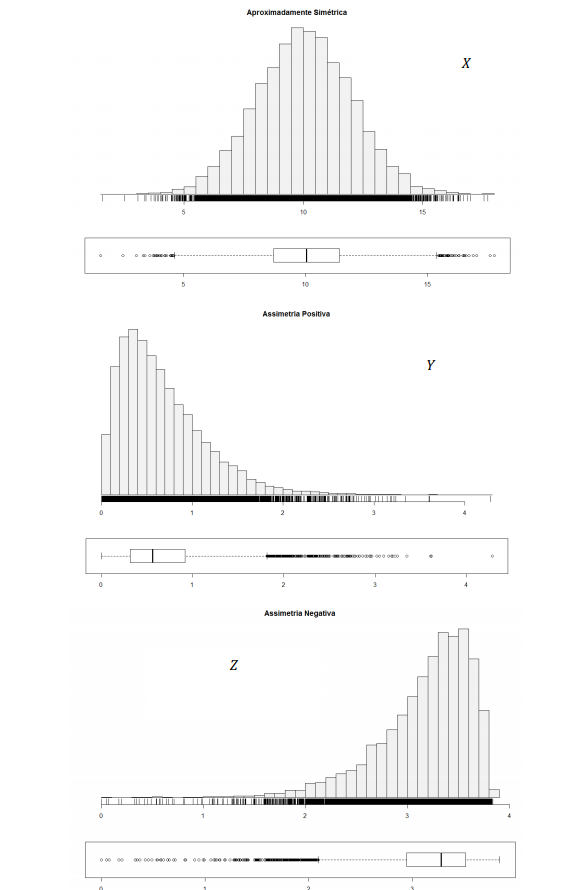 Aproximadamente Simétrica
X
5 10 15
5 10 15
Assimetria Positiva
Y
0 1 2 3 4
0 1 2 3 4
Assimetria Negativa
Z
0 1 2 3 4
0 1 2 3